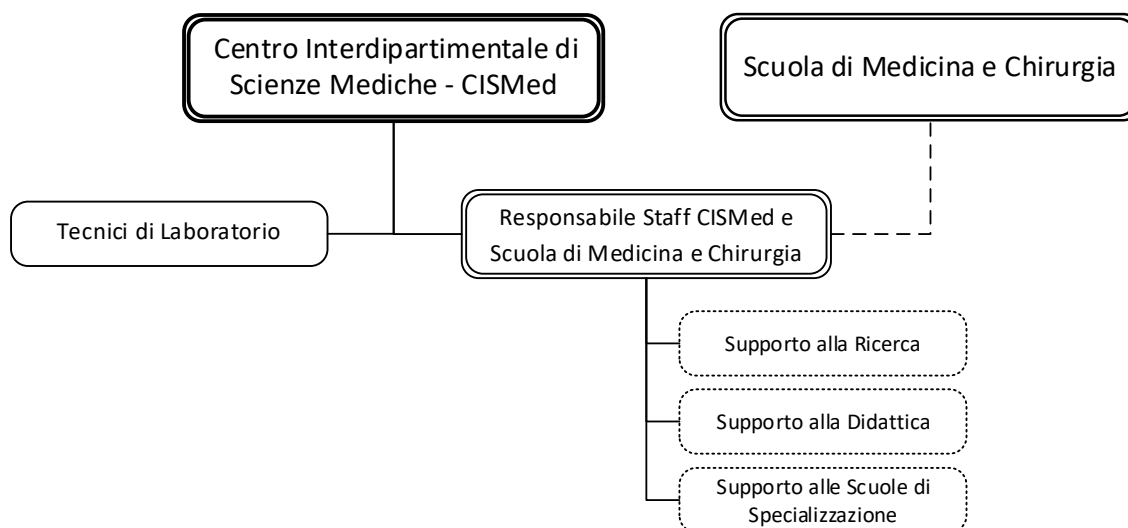 Centro Interdipartimentale di
Scienze Mediche - CISMed
Scuola di Medicina e Chirurgia
Tecnici di Laboratorio
Responsabile Staff CISMed e
Scuola di Medicina e Chirurgia
Supporto alla Ricerca
Supporto alla Didattica
Supporto alle Scuole di
Specializzazione